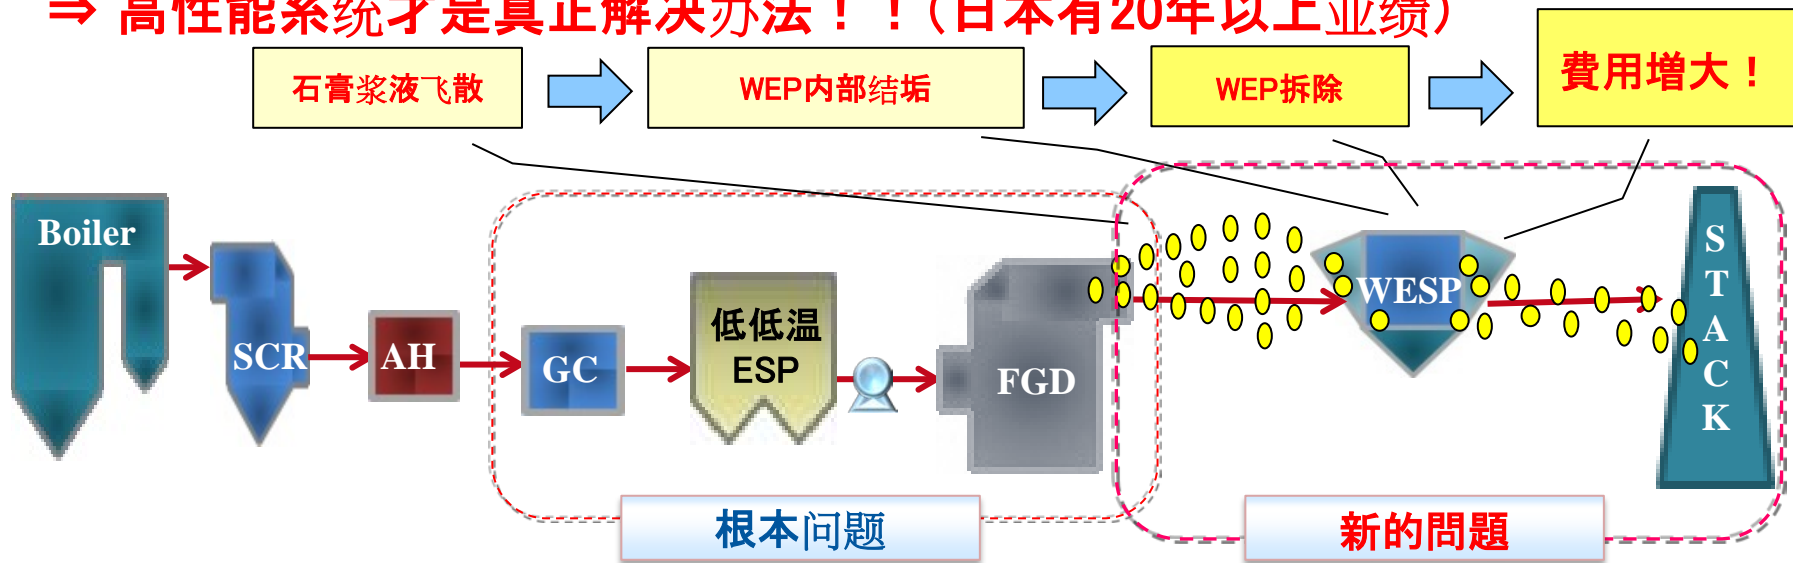 ⇒ 高性能系统才是真正解决办法！！（日本有20年以上业绩）
石膏浆液飞散
WEP内部结垢
WEP拆除
費用増大！
Boiler
SCR
AH
GC
低低温
ESP
FGD
WESP
S
T
A
C
K
根本问题
新的問題